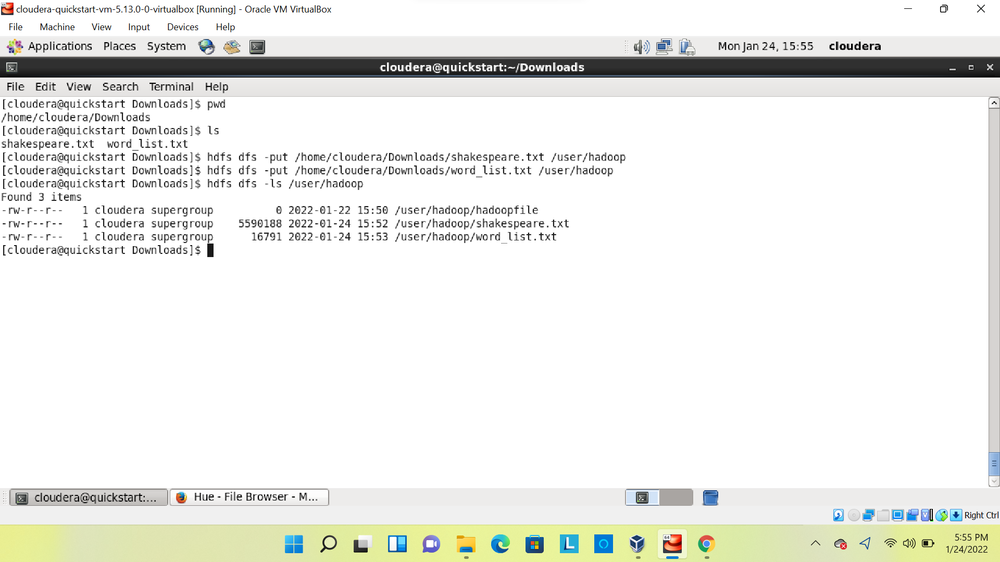 cloudera-quickstart-vm-5.13.0-0-virtualbox [Running] - Oracle VM VirtualBox
File Machine View Input Devices Help
Applications Places System Mon Jan 24, 15:55 cloudera
cloudera@quickstart:~/Downloads
File Edit View Search Terminal Help
[cloudera@quickstart Downloads]$ pwd
/home/cloudera/Downloads
[cloudera@quickstart Downloads]$ ls
shakespeare.txt  word_list.txt
[cloudera@quickstart Downloads]$ hdfs dfs -put /home/cloudera/Downloads/shakespeare.txt /user/hadoop
[cloudera@quickstart Downloads]$ hdfs dfs -put /home/cloudera/Downloads/word_list.txt /user/hadoop
[cloudera@quickstart Downloads]$ hdfs dfs -ls /user/hadoop
Found 3 items
-rw-r--r--   1 cloudera supergroup          0 2022-01-22 15:50 /user/hadoop/hadoopfile
-rw-r--r--   1 cloudera supergroup    5590188 2022-01-24 15:52 /user/hadoop/shakespeare.txt
-rw-r--r--   1 cloudera supergroup      16791 2022-01-24 15:53 /user/hadoop/word_list.txt
[cloudera@quickstart Downloads]$
cloudera@quickstart:... Hue - File Browser - M...
Right Ctrl
64
L
5:55 PM
1/24/2022